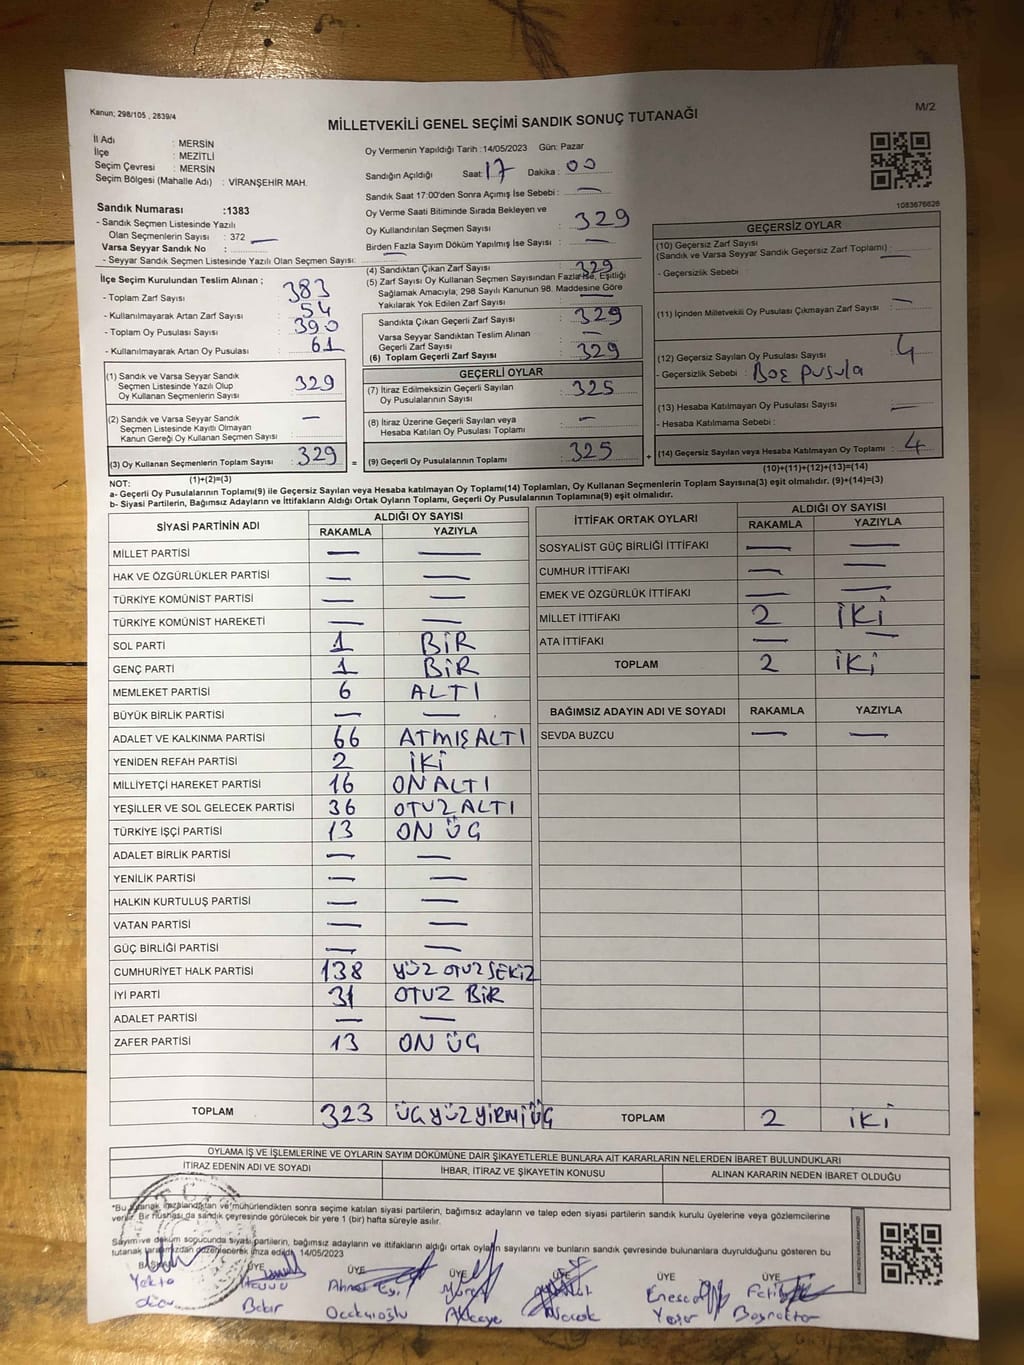 Kanun; 298/105 , 2839/4
M/2
MİLLETVEKİLİ GENEL SEÇİMİ SANDIK SONUÇ TUTANAĞI
İl Adı : MERSİN
İlçe : MEZİTLİ
Seçim Çevresi : MERSİN
Seçim Bölgesi (Mahalle Adı) : VİRANŞEHİR MAH.
Oy Vermenin Yapıldığı Tarih :14/05/2023 Gün: Pazar
Sandığın Açıldığı Saat: 17 Dakika : 00
Sandık Saat 17:00'den Sonra Açımış İse Sebebi : —
Oy Verme Saati Bitiminde Sırada Bekleyen ve
Oy Kullandırılan Seçmen Sayısı : 329
Birden Fazla Sayım Döküm Yapılmış İse Sayısı : —
1083676626
Sandık Numarası :1383
- Sandık Seçmen Listesinde Yazılı
Olan Seçmenlerin Sayısı : 372 —
Varsa Seyyar Sandık No :
- Seyyar Sandık Seçmen Listesinde Yazılı Olan Seçmen Sayısı: —
İlçe Seçim Kurulundan Teslim Alınan ;
- Toplam Zarf Sayısı : 383
- Kullanılmayarak Artan Zarf Sayısı : 54
- Toplam Oy Pusulası Sayısı : 390
- Kullanılmayarak Artan Oy Pusulası : 61
(4) Sandıktan Çıkan Zarf Sayısı : 329
(5) Zarf Sayısı Oy Kullanan Seçmen Sayısından Fazla İse, Eşitliği
Sağlamak Amacıyla; 298 Sayılı Kanunun 98. Maddesine Göre
Yakılarak Yok Edilen Zarf Sayısı : —
Sandıkta Çıkan Geçerli Zarf Sayısı : 329
Varsa Seyyar Sandıktan Teslim Alınan
Geçerli Zarf Sayısı : —
(6) Toplam Geçerli Zarf Sayısı : 329
GEÇERSİZ OYLAR
(10) Geçersiz Zarf Sayısı
(Sandık ve Varsa Seyyar Sandık Geçersiz Zarf Toplamı) : —
- Geçersizlik Sebebi :
(11) İçinden Milletvekili Oy Pusulası Çıkmayan Zarf Sayısı : —
(12) Geçersiz Sayılan Oy Pusulası Sayısı : 4
- Geçersizlik Sebebi : Boş pusula
(13) Hesaba Katılmayan Oy Pusulası Sayısı : —
- Hesaba Katılmama Sebebi :
(14) Geçersiz Sayılan veya Hesaba Katılmayan Oy Toplamı : 4
(10)+(11)+(12)+(13)=(14)
(1) Sandık ve Varsa Seyyar Sandık
Seçmen Listesinde Yazılı Olup
Oy Kullanan Seçmenlerin Sayısı : 329
(2) Sandık ve Varsa Seyyar Sandık
Seçmen Listesinde Kayıtlı Olmayan
Kanun Gereği Oy Kullanan Seçmen Sayısı : —
(3) Oy Kullanan Seçmenlerin Toplam Sayısı : 329
(1)+(2)=(3)
GEÇERLİ OYLAR
(7) İtiraz Edilmeksizin Geçerli Sayılan
Oy Pusulalarının Sayısı : 325
(8) İtiraz Üzerine Geçerli Sayılan veya
Hesaba Katılan Oy Pusulası Toplamı : —
= (9) Geçerli Oy Pusulalarının Toplamı : 325 +
NOT:
a- Geçerli Oy Pusulalarının Toplamı(9) ile Geçersiz Sayılan veya Hesaba katılmayan Oy Toplamı(14) Toplamları, Oy Kullanan Seçmenlerin Toplam Sayısına(3) eşit olmalıdır. (9)+(14)=(3)
b- Siyasi Partilerin, Bağımsız Adayların ve İttifakların Aldığı Ortak Oyların Toplamı, Geçerli Oy Pusulalarının Toplamına(9) eşit olmalıdır.
SİYASİ PARTİNİN ADI ALDIĞI OY SAYISI
RAKAMLA YAZIYLA
MİLLET PARTİSİ — —
HAK VE ÖZGÜRLÜKLER PARTİSİ — —
TÜRKİYE KOMÜNİST PARTİSİ — —
TÜRKİYE KOMÜNİST HAREKETİ — —
SOL PARTİ 1 BİR
GENÇ PARTİ 1 BİR
MEMLEKET PARTİSİ 6 ALTI
BÜYÜK BİRLİK PARTİSİ — —
ADALET VE KALKINMA PARTİSİ 66 ATMIŞALTI
YENİDEN REFAH PARTİSİ 2 İKİ
MİLLİYETÇİ HAREKET PARTİSİ 16 ON ALTI
YEŞİLLER VE SOL GELECEK PARTİSİ 36 OTUZ ALTI
TÜRKİYE İŞÇİ PARTİSİ 13 ON ÜÇ
ADALET BİRLİK PARTİSİ — —
YENİLİK PARTİSİ — —
HALKIN KURTULUŞ PARTİSİ — —
VATAN PARTİSİ — —
GÜÇ BİRLİĞİ PARTİSİ — —
CUMHURİYET HALK PARTİSİ 138 YÜZ OTUZ SEKİZ
İYİ PARTİ 31 OTUZ BİR
ADALET PARTİSİ — —
ZAFER PARTİSİ 13 ON ÜÇ
TOPLAM 323 ÜÇ YÜZ YİRMİ ÜÇ
İTTİFAK ORTAK OYLARI ALDIĞI OY SAYISI
RAKAMLA YAZIYLA
SOSYALİST GÜÇ BİRLİĞİ İTTİFAKI — —
CUMHUR İTTİFAKI — —
EMEK VE ÖZGÜRLÜK İTTİFAKI — —
MİLLET İTTİFAKI 2 İKİ
ATA İTTİFAKI — —
TOPLAM 2 İKİ
BAĞIMSIZ ADAYIN ADI VE SOYADI RAKAMLA YAZIYLA
SEVDA BUZCU — —
TOPLAM 2 İKİ
OYLAMA İŞ VE İŞLEMLERİNE VE OYLARIN SAYIM DÖKÜMÜNE DAİR ŞİKAYETLERLE BUNLARA AİT KARARLARIN NELERDEN İBARET BULUNDUKLARI
İTİRAZ EDENİN ADI VE SOYADI İHBAR, İTİRAZ VE ŞİKAYETİN KONUSU ALINAN KARARIN NEDEN İBARET OLDUĞU
*Bu tutanak, imzalandıktan ve mühürlendikten sonra seçime katılan siyasi partilerin, bağımsız adayların ve talep eden siyasi partilerin sandık kurulu üyelerine veya gözlemcilerine
verilir. Bir nüshası da sandık çevresinde görülecek bir yere 1 (bir) hafta süreyle asılır.
Sayım ve döküm sonucunda siyasi partilerin, bağımsız adayların ve ittifakların aldığı ortak oyların sayılarını ve bunların sandık çevresinde bulunanlara duyrulduğunu gösteren bu
tutanak tarafımızdan düzenlenerek imza edildi. 14/05/2023
BAŞKAN ÜYE ÜYE ÜYE ÜYE ÜYE ÜYE
Yekta Ahmet Murat Enes Fatih
Bakır Akkaya Yaşar Bayraktar